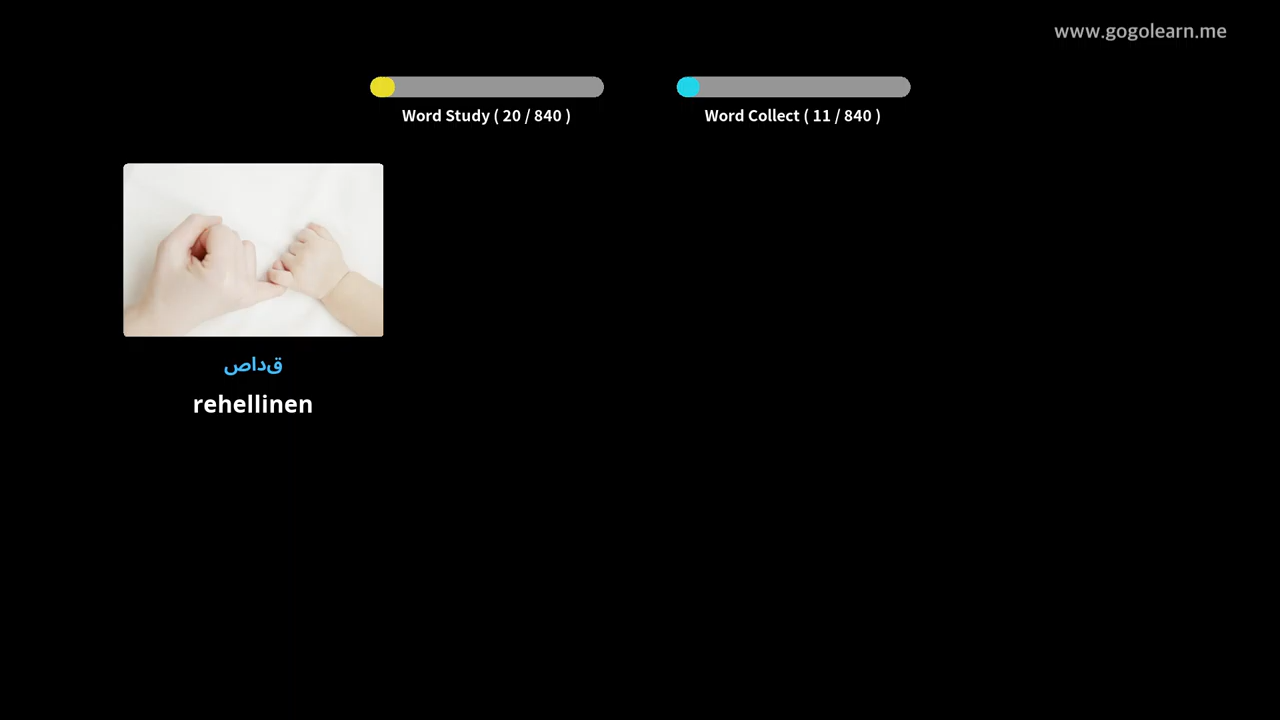 www.gogolearn.me
Word Study ( 20 / 840 )
Word Collect ( 11 / 840 )
قداص
rehellinen